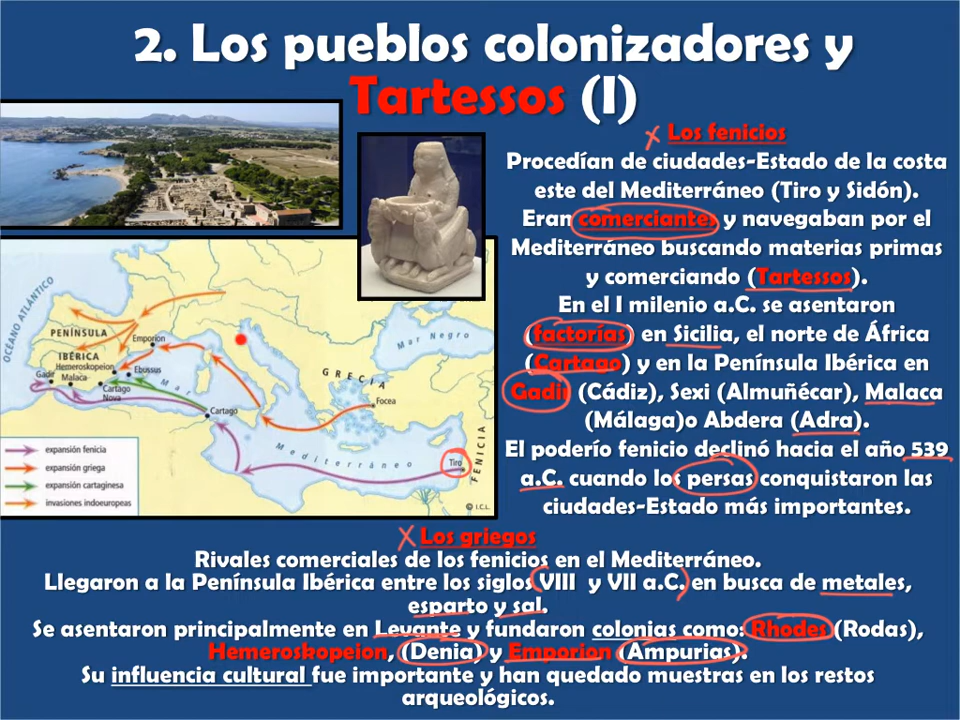 2. Los pueblos colonizadores y
Tartessos (I)
Los fenicios
Procedían de ciudades-Estado de la costa
este del Mediterráneo (Tiro y Sidón).
Eran comerciantes y navegaban por el
Mediterráneo buscando materias primas
y comerciando (Tartessos).
En el I milenio a.C. se asentaron
(factorías) en Sicilia, el norte de África
(Cartago) y en la Península Ibérica en
Gadir (Cádiz), Sexi (Almuñécar), Malaca
(Málaga)o Abdera (Adra).
El poderío fenicio declinó hacia el año 539
a.C. cuando los persas conquistaron las
ciudades-Estado más importantes.
OCÉANO ATLÁNTICO
PENÍNSULA
IBÉRICA
Emporion
Hemeroskopeion
Ebussus
Gadir
Malaca
Cartago
Nova
Mar
Cartago
Mediterráneo
GRECIA
Focea
Mar Negro
Tiro
FENICIA
expansión fenicia
expansión griega
expansión cartaginesa
invasiones indoeuropeas
© I.C.L.
Los griegos
Rivales comerciales de los fenicios en el Mediterráneo.
Llegaron a la Península Ibérica entre los siglos VIII y VII a.C. en busca de metales,
esparto y sal.
Se asentaron principalmente en Levante y fundaron colonias como: Rhodes (Rodas),
Hemeroskopeion, (Denia) y Emporion (Ampurias).
Su influencia cultural fue importante y han quedado muestras en los restos
arqueológicos.